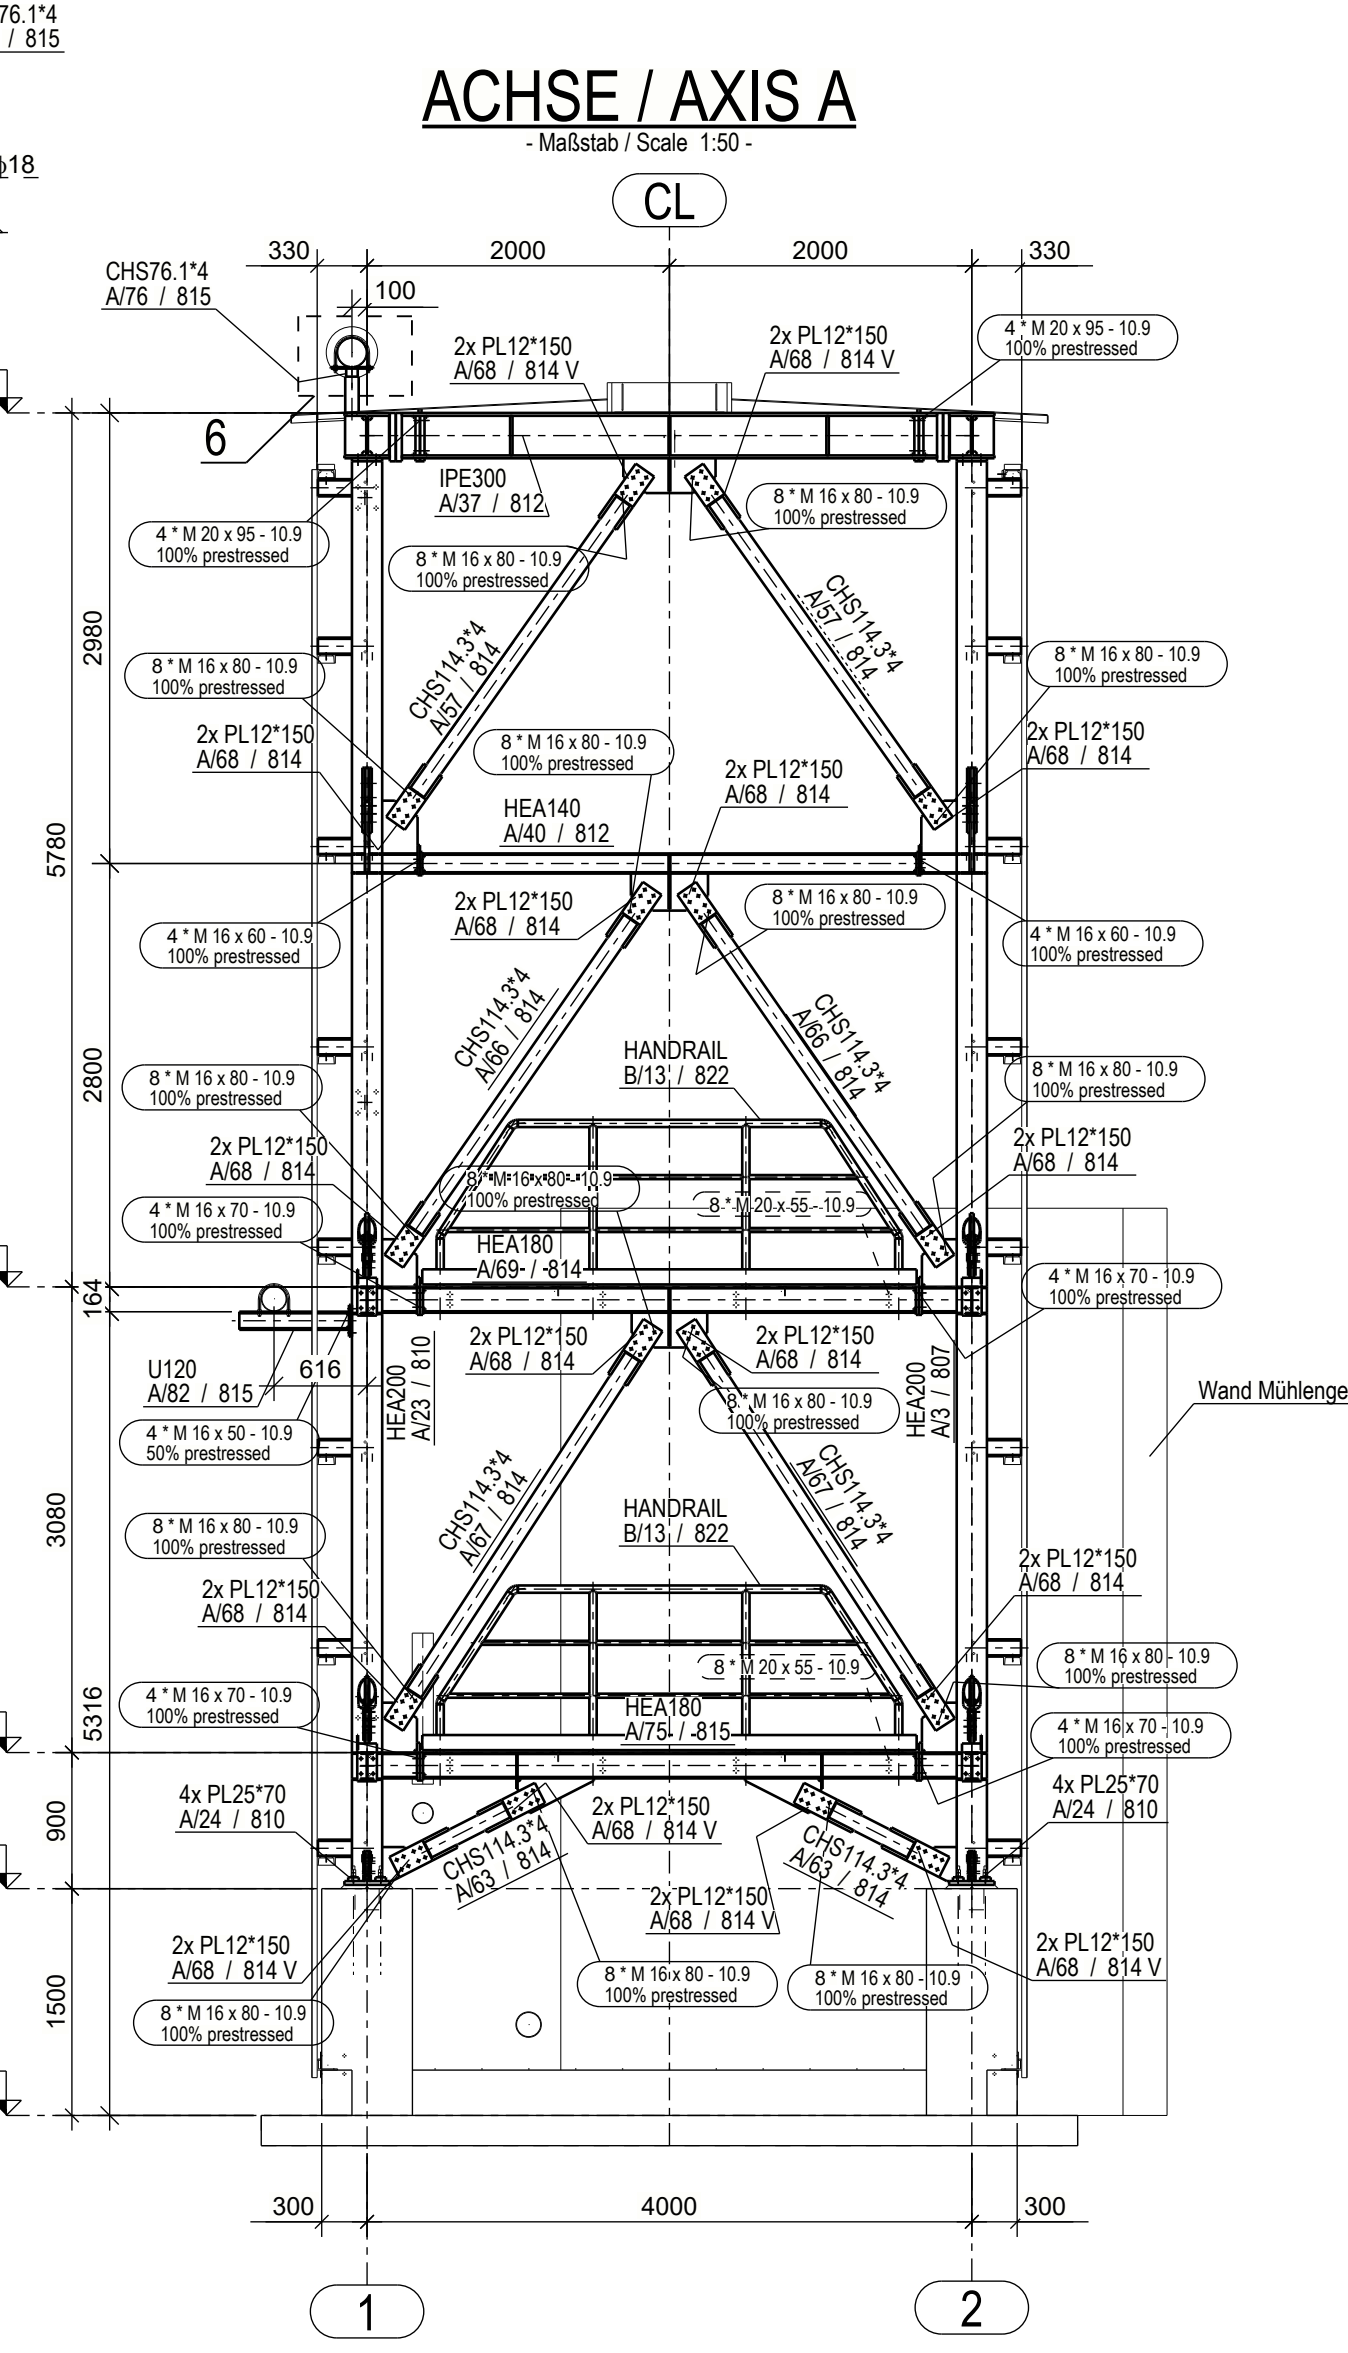 76.1*4
/ 815
ACHSE / AXIS A
- Maßstab / Scale 1:50 -
ϕ18
CL
330
2000
2000
330
CHS76.1*4
A/76 / 815
100
2x PL12*150
A/68 / 814 V
2x PL12*150
A/68 / 814 V
4 * M 20 x 95 - 10.9
100% prestressed
6
IPE300
A/37 / 812
8 * M 16 x 80 - 10.9
100% prestressed
4 * M 20 x 95 - 10.9
100% prestressed
8 * M 16 x 80 - 10.9
100% prestressed
CHS114.3*4
A/57 / 814
CHS114.3*4
A/57 / 814
2980
8 * M 16 x 80 - 10.9
100% prestressed
8 * M 16 x 80 - 10.9
100% prestressed
2x PL12*150
A/68 / 814
8 * M 16 x 80 - 10.9
100% prestressed
2x PL12*150
A/68 / 814
2x PL12*150
A/68 / 814
HEA140
A/40 / 812
5780
2x PL12*150
A/68 / 814
8 * M 16 x 80 - 10.9
100% prestressed
4 * M 16 x 60 - 10.9
100% prestressed
4 * M 16 x 60 - 10.9
100% prestressed
CHS114.3*4
A/66 / 814
CHS114.3*4
A/66 / 814
2800
HANDRAIL
B/13 / 822
8 * M 16 x 80 - 10.9
100% prestressed
8 * M 16 x 80 - 10.9
100% prestressed
2x PL12*150
A/68 / 814
8 * M 16 x 80 - 10.9
100% prestressed
8 * M 20 x 55 - 10.9
2x PL12*150
A/68 / 814
4 * M 16 x 70 - 10.9
100% prestressed
HEA180
A/69 / 814
4 * M 16 x 70 - 10.9
100% prestressed
164
U120
A/82 / 815
616
HEA200
A/23 / 810
2x PL12*150
A/68 / 814
2x PL12*150
A/68 / 814
HEA200
A/3 / 807
Wand Mühlenge
8 * M 16 x 80 - 10.9
100% prestressed
4 * M 16 x 50 - 10.9
50% prestressed
CHS114.3*4
A/67 / 814
CHS114.3*4
A/67 / 814
3080
HANDRAIL
B/13 / 822
8 * M 16 x 80 - 10.9
100% prestressed
2x PL12*150
A/68 / 814
2x PL12*150
A/68 / 814
8 * M 20 x 55 - 10.9
8 * M 16 x 80 - 10.9
100% prestressed
5316
4 * M 16 x 70 - 10.9
100% prestressed
HEA180
A/75 / 815
4 * M 16 x 70 - 10.9
100% prestressed
900
4x PL25*70
A/24 / 810
2x PL12*150
A/68 / 814 V
4x PL25*70
A/24 / 810
CHS114.3*4
A/63 / 814
CHS114.3*4
A/63 / 814
2x PL12*150
A/68 / 814 V
2x PL12*150
A/68 / 814 V
2x PL12*150
A/68 / 814 V
1500
8 * M 16 x 80 - 10.9
100% prestressed
8 * M 16 x 80 - 10.9
100% prestressed
8 * M 16 x 80 - 10.9
100% prestressed
300
4000
300
1
2